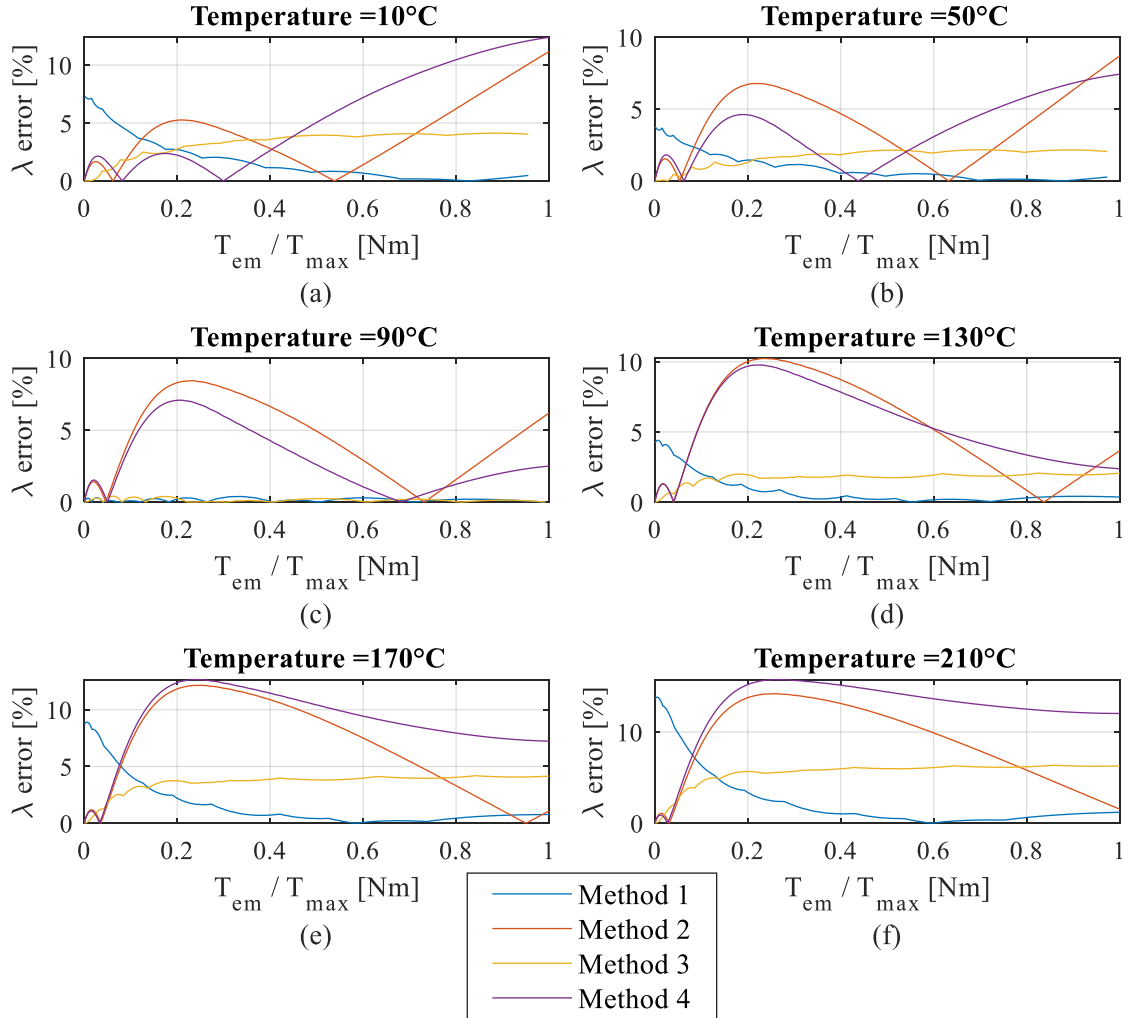 Temperature =10°C
λ error [%]
10
5
0
0 0.2 0.4 0.6 0.8 1
T_em / T_max [Nm]
(a)
Temperature =50°C
λ error [%]
10
5
0
0 0.2 0.4 0.6 0.8 1
T_em / T_max [Nm]
(b)
Temperature =90°C
λ error [%]
10
5
0
0 0.2 0.4 0.6 0.8 1
T_em / T_max [Nm]
(c)
Temperature =130°C
λ error [%]
10
5
0
0 0.2 0.4 0.6 0.8 1
T_em / T_max [Nm]
(d)
Temperature =170°C
λ error [%]
10
5
0
0 0.2 0.4 0.6 0.8 1
T_em / T_max [Nm]
(e)
Temperature =210°C
λ error [%]
10
0
0 0.2 0.4 0.6 0.8 1
T_em / T_max [Nm]
(f)
Method 1
Method 2
Method 3
Method 4